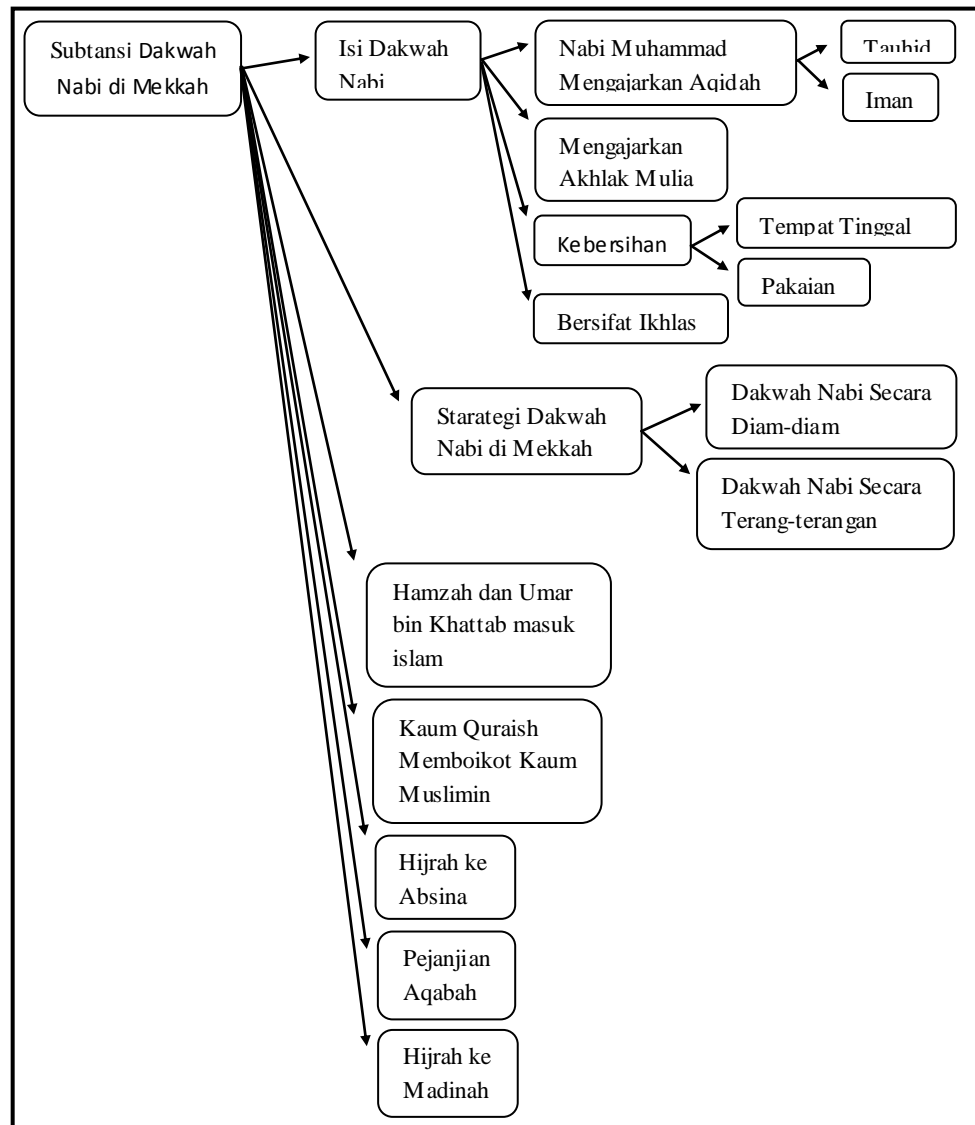 Subtansi Dakwah
Nabi di Mekkah
Isi Dakwah
Nabi
Nabi Muhammad
Mengajarkan Aqidah
Tauhid
Iman
Mengajarkan
Akhlak Mulia
Kebersihan
Tempat Tinggal
Pakaian
Bersifat Ikhlas
Starategi Dakwah
Nabi di Mekkah
Dakwah Nabi Secara
Diam-diam
Dakwah Nabi Secara
Terang-terangan
Hamzah dan Umar
bin Khattab masuk
islam
Kaum Quraish
Memboikot Kaum
Muslimin
Hijrah ke
Absina
Pejanjian
Aqabah
Hijrah ke
Madinah